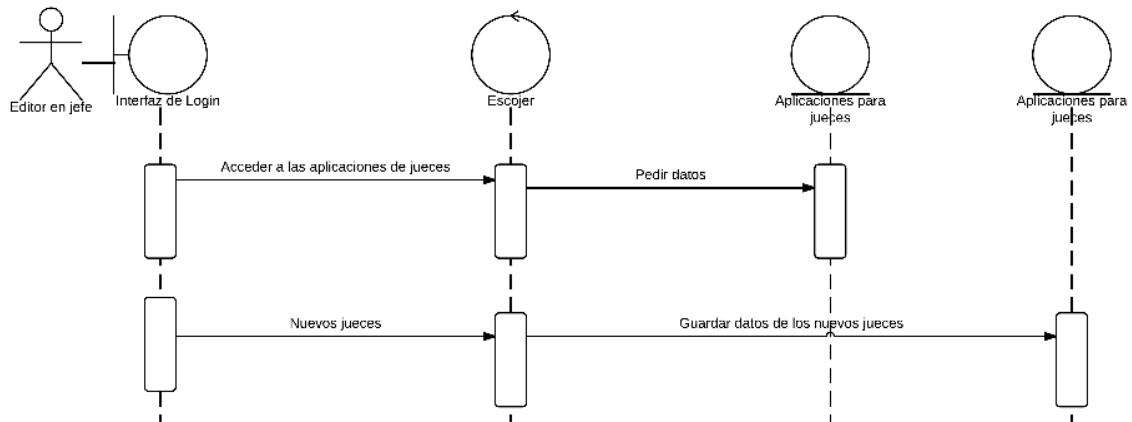 Editor en jefe
Interfaz de Login
Escojer
Aplicaciones para
jueces
Aplicaciones para
jueces
Acceder a las aplicaciones de jueces
Pedir datos
Nuevos jueces
Guardar datos de los nuevos jueces